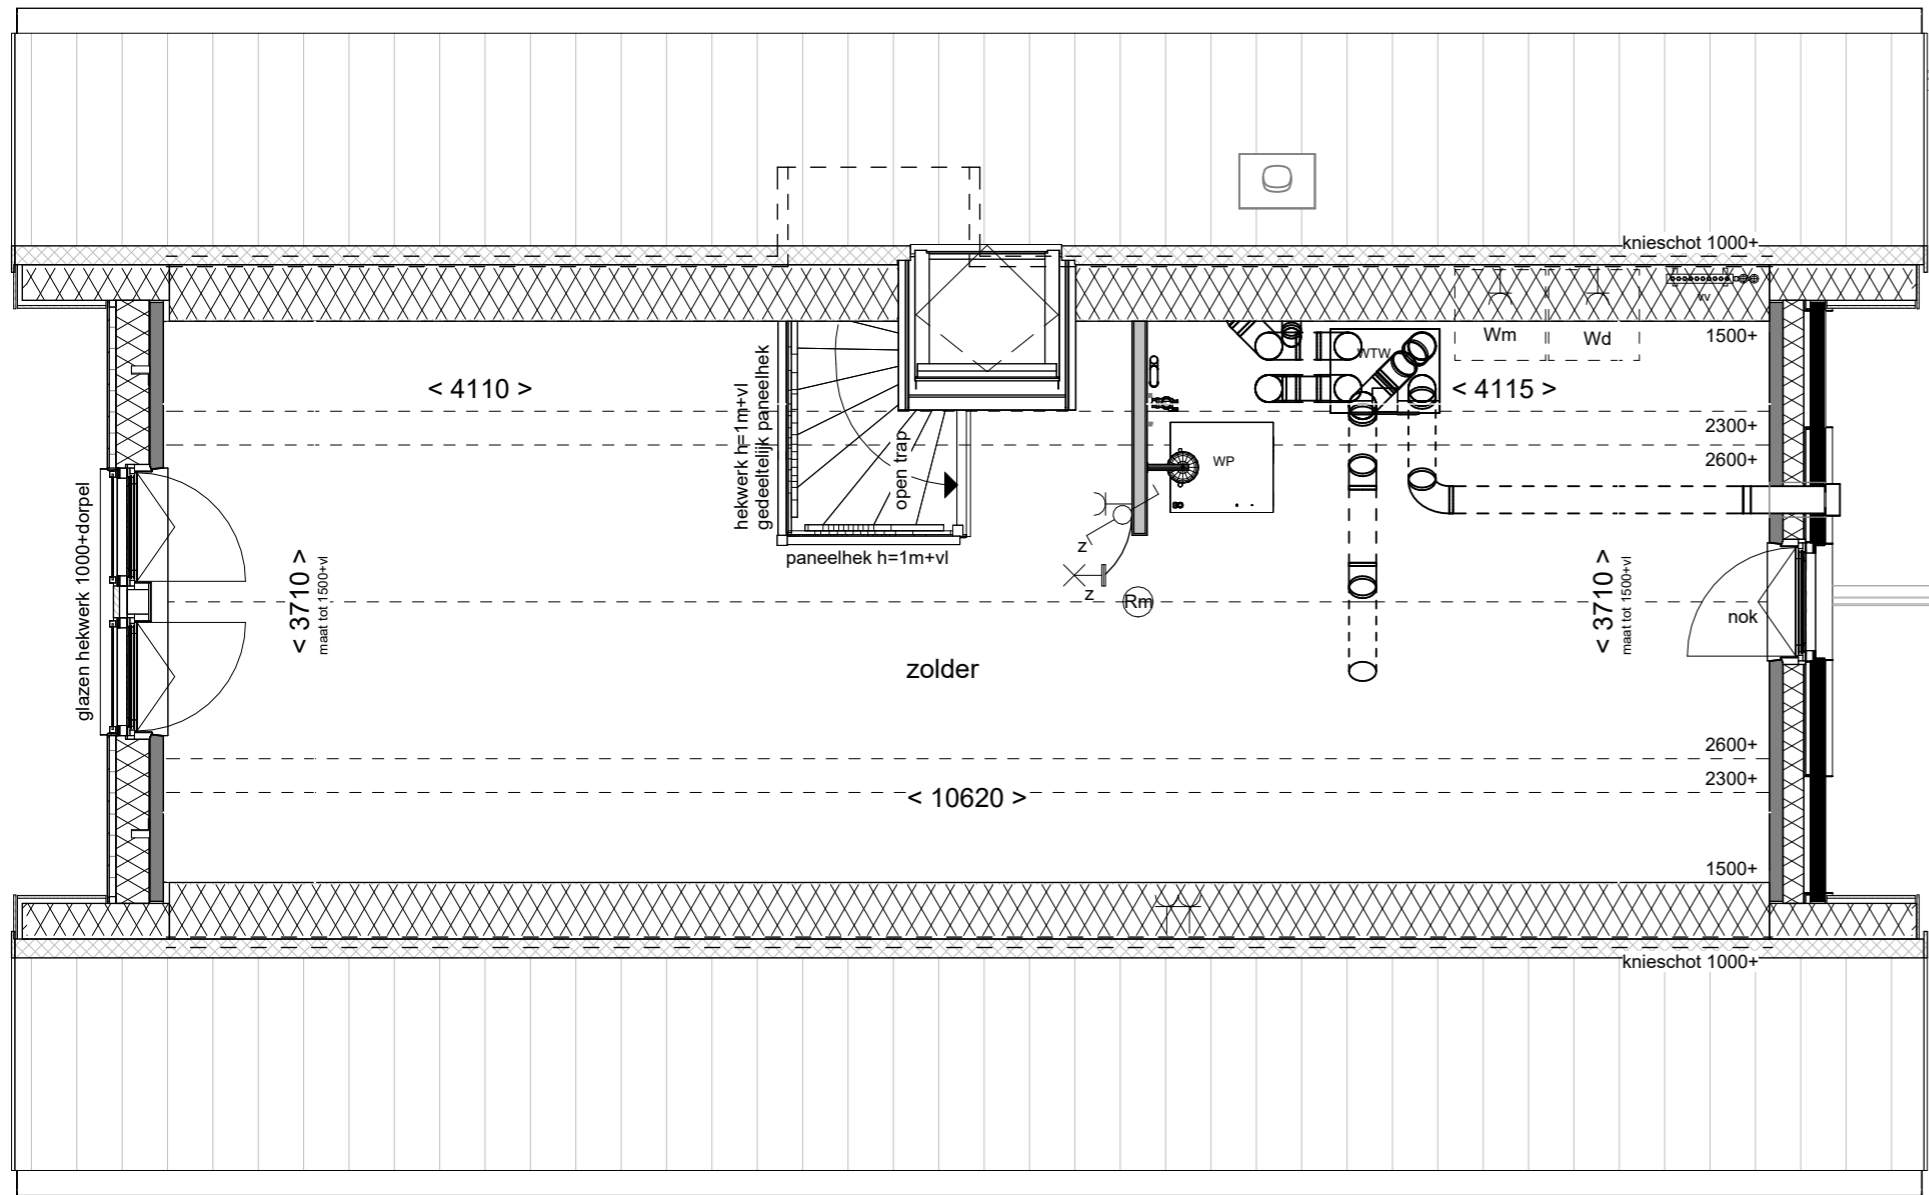 knieschot 1000+
vv
Wm
Wd
1500+
WTW
< 4110 >
< 4115 >
hekwerk h=1m+vl
gedeeltelijk paneelhek
open trap
2300+
2600+
WP
glazen hekwerk 1000+dorpel
paneelhek h=1m+vl
z
z
Rm
< 3710 >
maat tot 1500+vl
< 3710 >
maat tot 1500+vl
nok
zolder
2600+
2300+
< 10620 >
1500+
knieschot 1000+